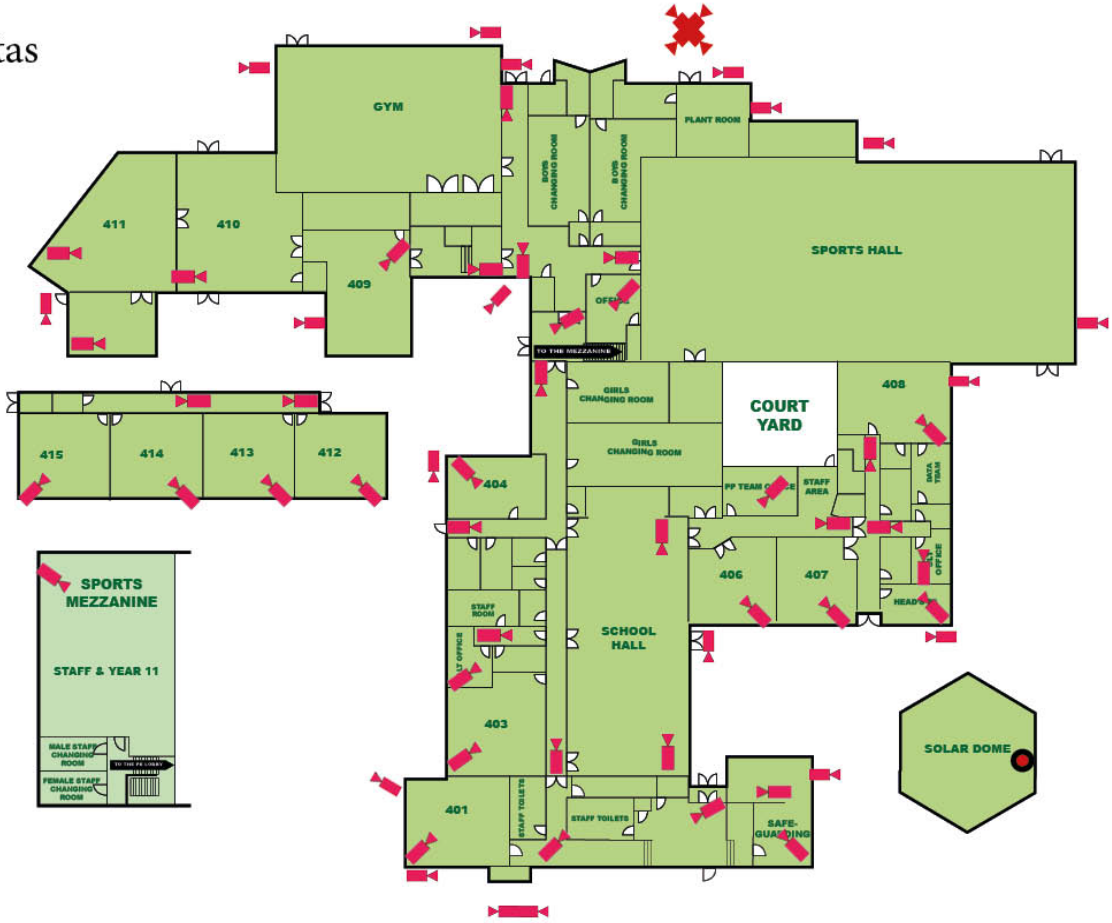 tas
GYM
PLANT ROOM
BOYS
CHANGING ROOM
BOYS
CHANGING ROOM
411
410
SPORTS HALL
409
OFFICE
TO THE MEZZANINE
408
GIRLS
CHANGING ROOM
COURT
YARD
GIRLS
CHANGING ROOM
415
414
413
412
404
PP TEAM OFFICE
STAFF
AREA
DATA
TEAM
406
407
SLT
OFFICE
HEAD'S
SPORTS
MEZZANINE
STAFF
ROOM
SCHOOL
HALL
SLT OFFICE
STAFF & YEAR 11
403
MALE STAFF
CHANGING
ROOM
TO THE PE LOBBY
FEMALE STAFF
CHANGING
ROOM
SOLAR DOME
401
STAFF TOILETS
STAFF TOILETS
SAFE-
GUARDING